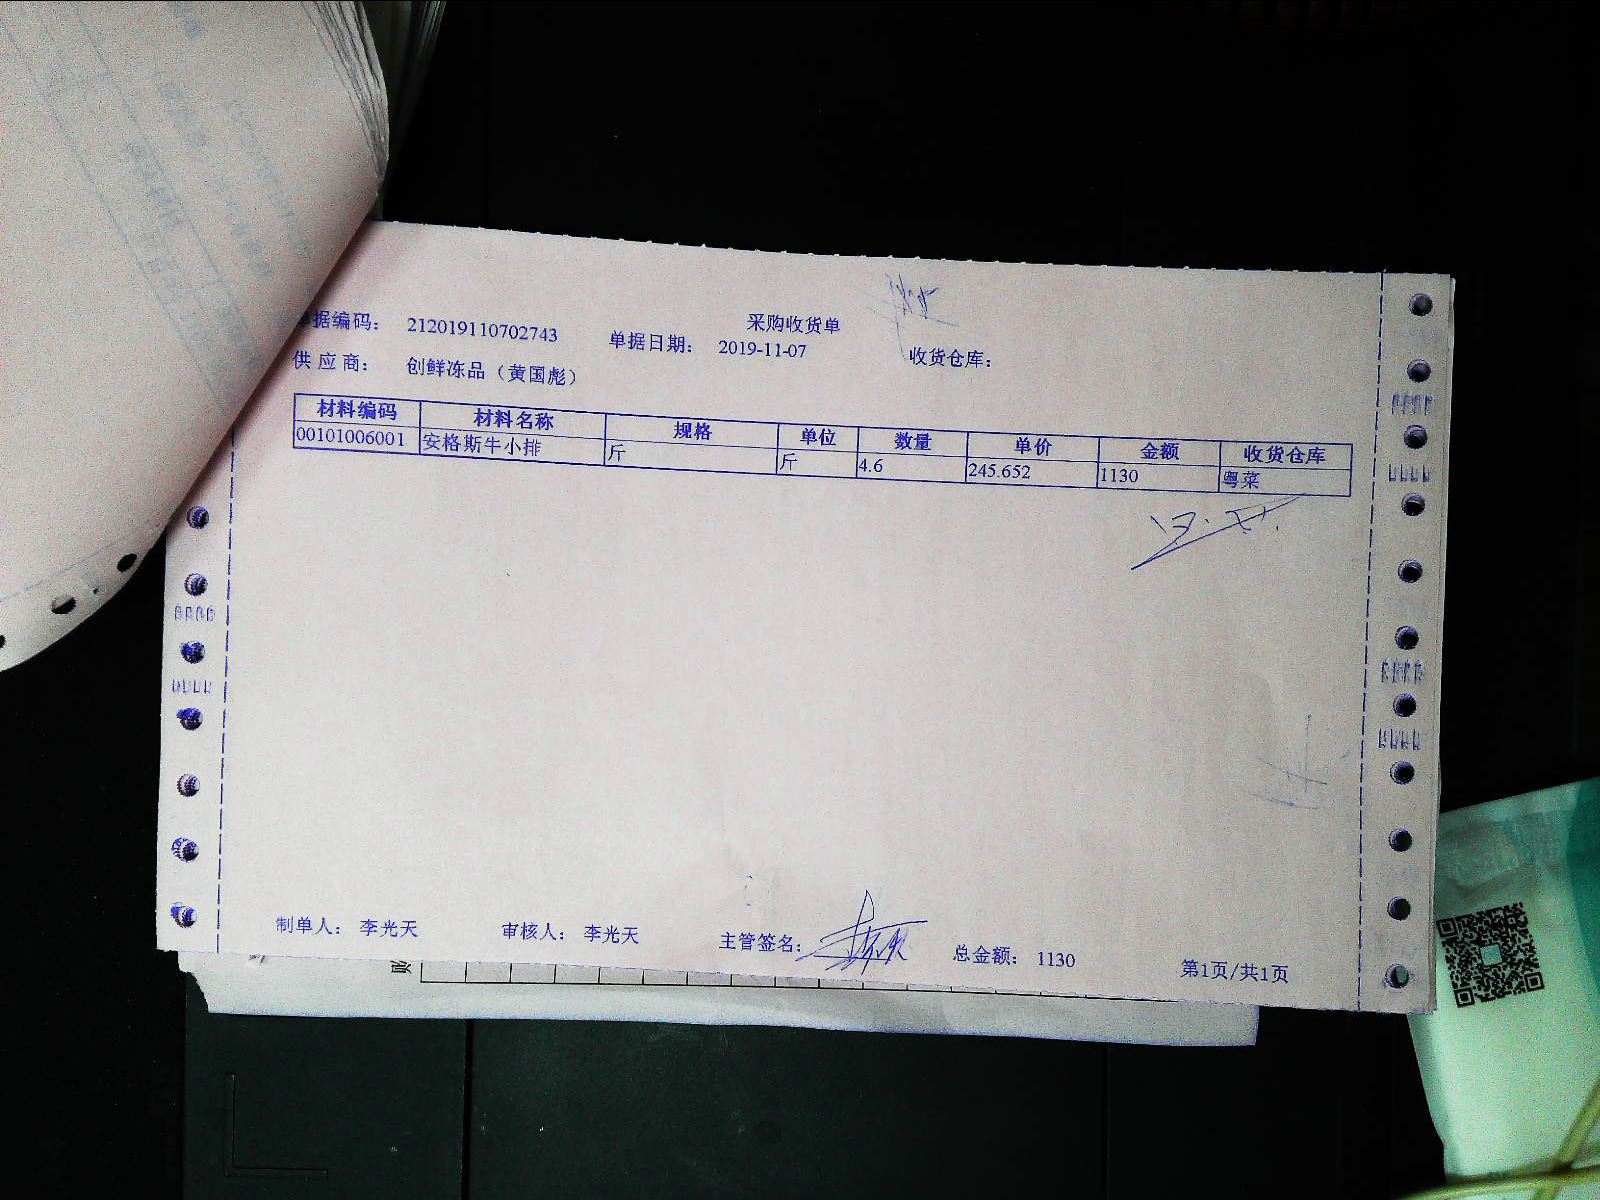 采购收货单
据编码： 212019110702743 单据日期： 2019-11-07 收货仓库：
供 应 商： 创鲜冻品（黄国彪）
材料编码 材料名称 规格 单位 数量 单价 金额 收货仓库
00101006001 安格斯牛小排 斤 斤 4.6 245.652 1130 粤菜
制单人： 李光天 审核人： 李光天 主管签名： 总金额： 1130 第1页/共1页